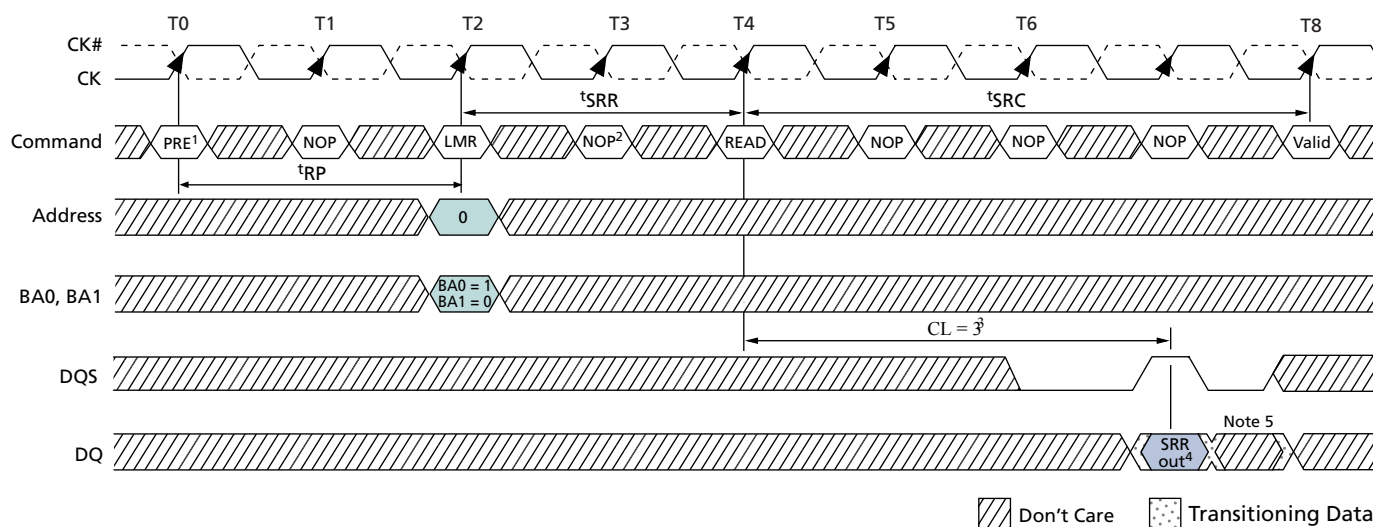 T0 T1 T2 T3 T4 T5 T6 T8
CK#
CK
tSRR tSRC
Command PRE1 NOP LMR NOP2 READ NOP NOP NOP Valid
tRP
Address 0
BA0, BA1 BA0 = 1
BA1 = 0
CL = 33
DQS
Note 5
DQ SRR
out4
Don't Care Transitioning Data